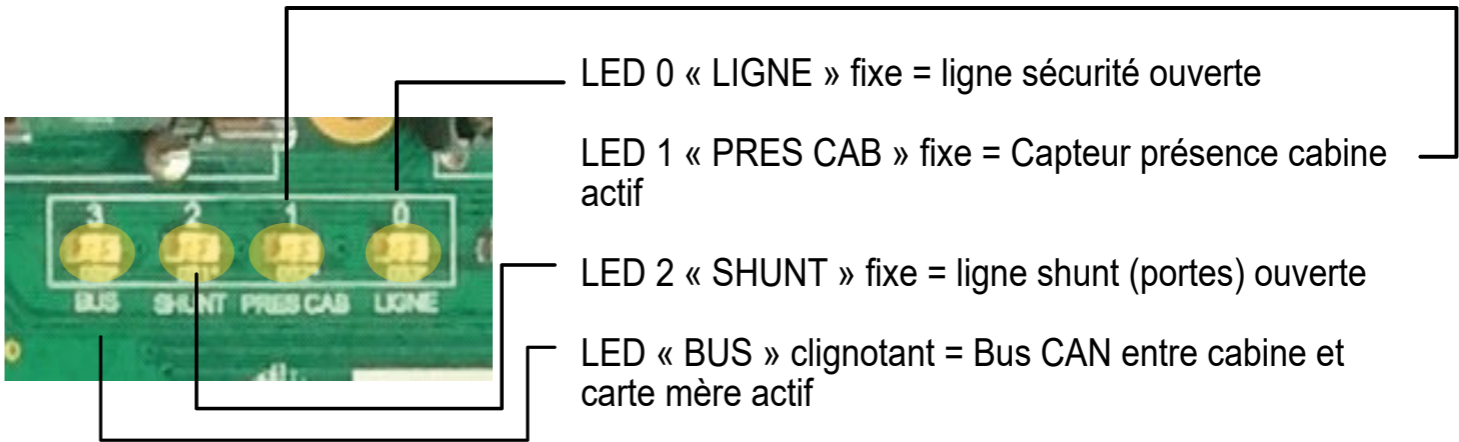 LED 0 « LIGNE » fixe = ligne sécurité ouverte
LED 1 « PRES CAB » fixe = Capteur présence cabine
actif
3 2 1 0
BUS SHUNT PRES CAB LIGNE
LED 2 « SHUNT » fixe = ligne shunt (portes) ouverte
LED « BUS » clignotant = Bus CAN entre cabine et
carte mère actif